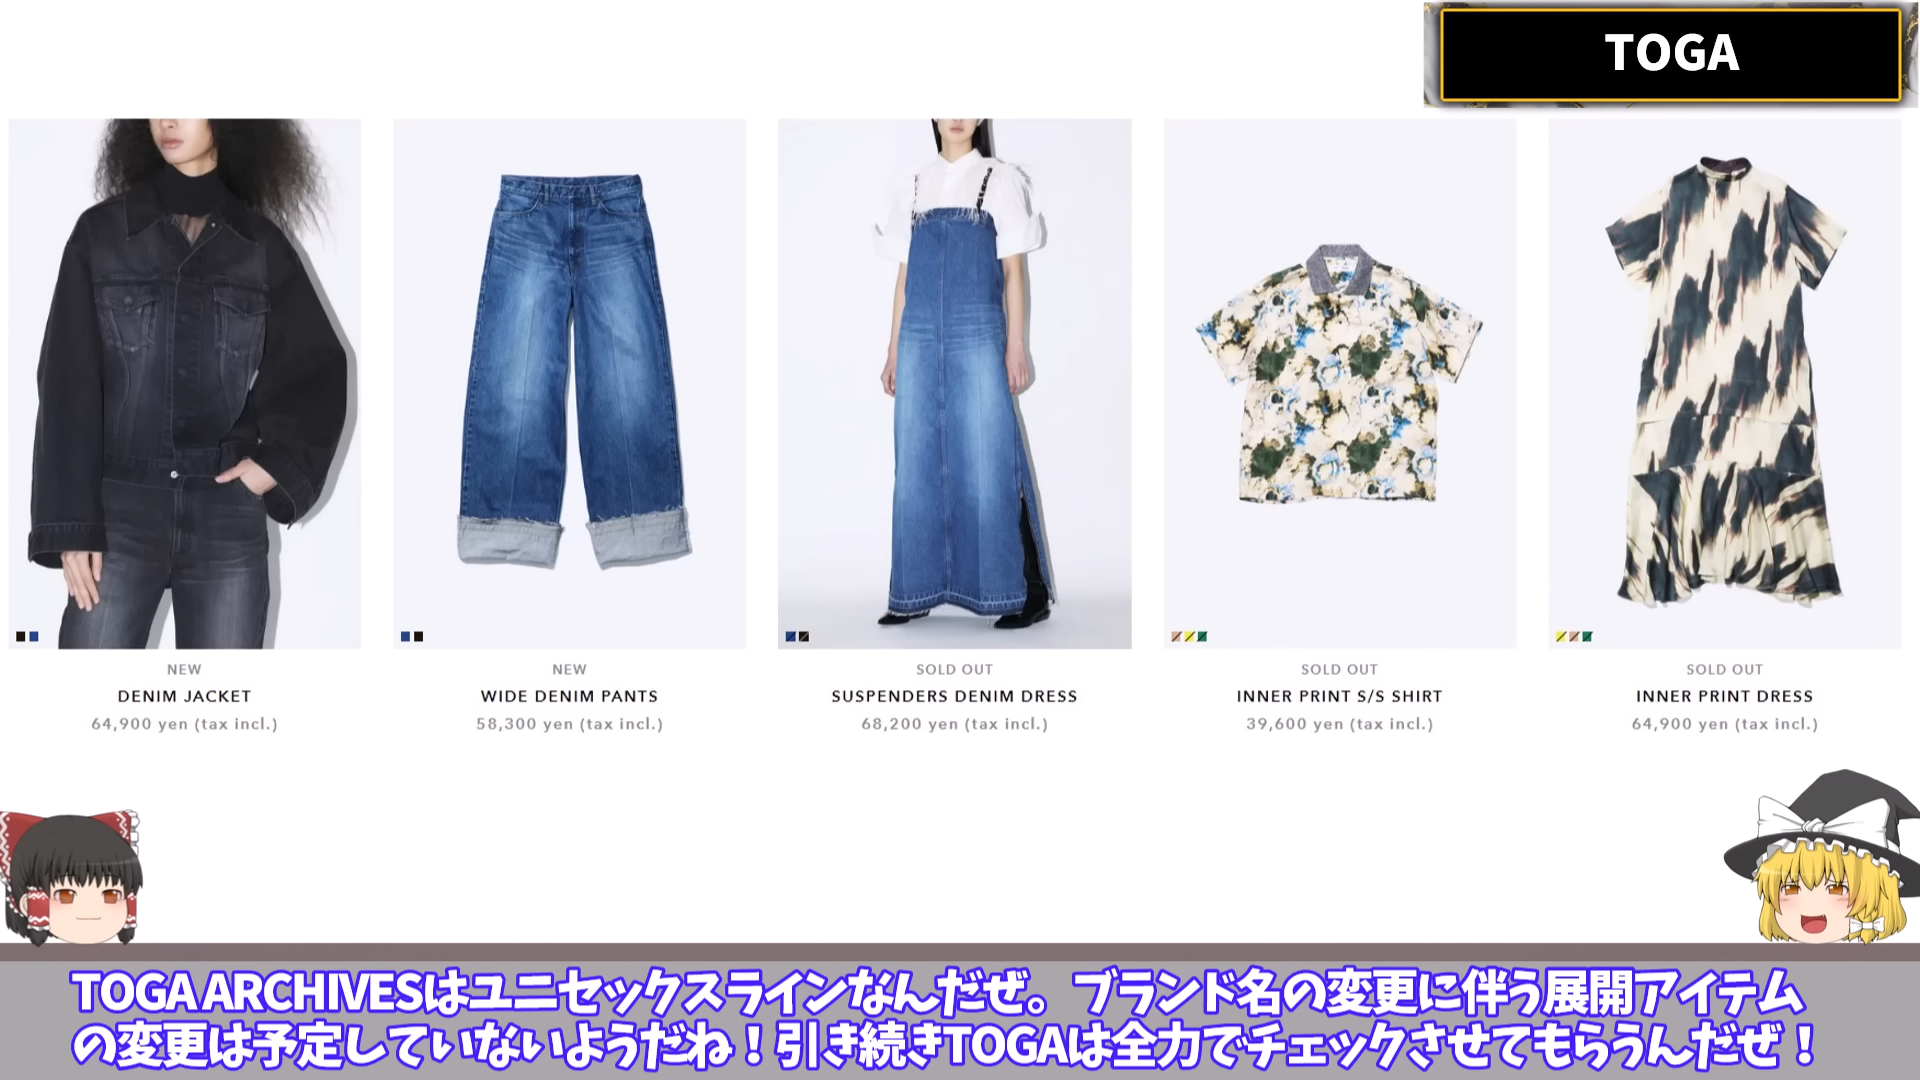 TOGA
NEW
DENIM JACKET
64,900 yen (tax incl.)
NEW
WIDE DENIM PANTS
58,300 yen (tax incl.)
SOLD OUT
SUSPENDERS DENIM DRESS
68,200 yen (tax incl.)
SOLD OUT
INNER PRINT S/S SHIRT
39,600 yen (tax incl.)
SOLD OUT
INNER PRINT DRESS
64,900 yen (tax incl.)
TOGA ARCHIVESはユニセックスラインなんだぜ。ブランド名の変更に伴う展開アイテム
の変更は予定していないようだね！引き続きTOGAは全力でチェックさせてもらうんだぜ！